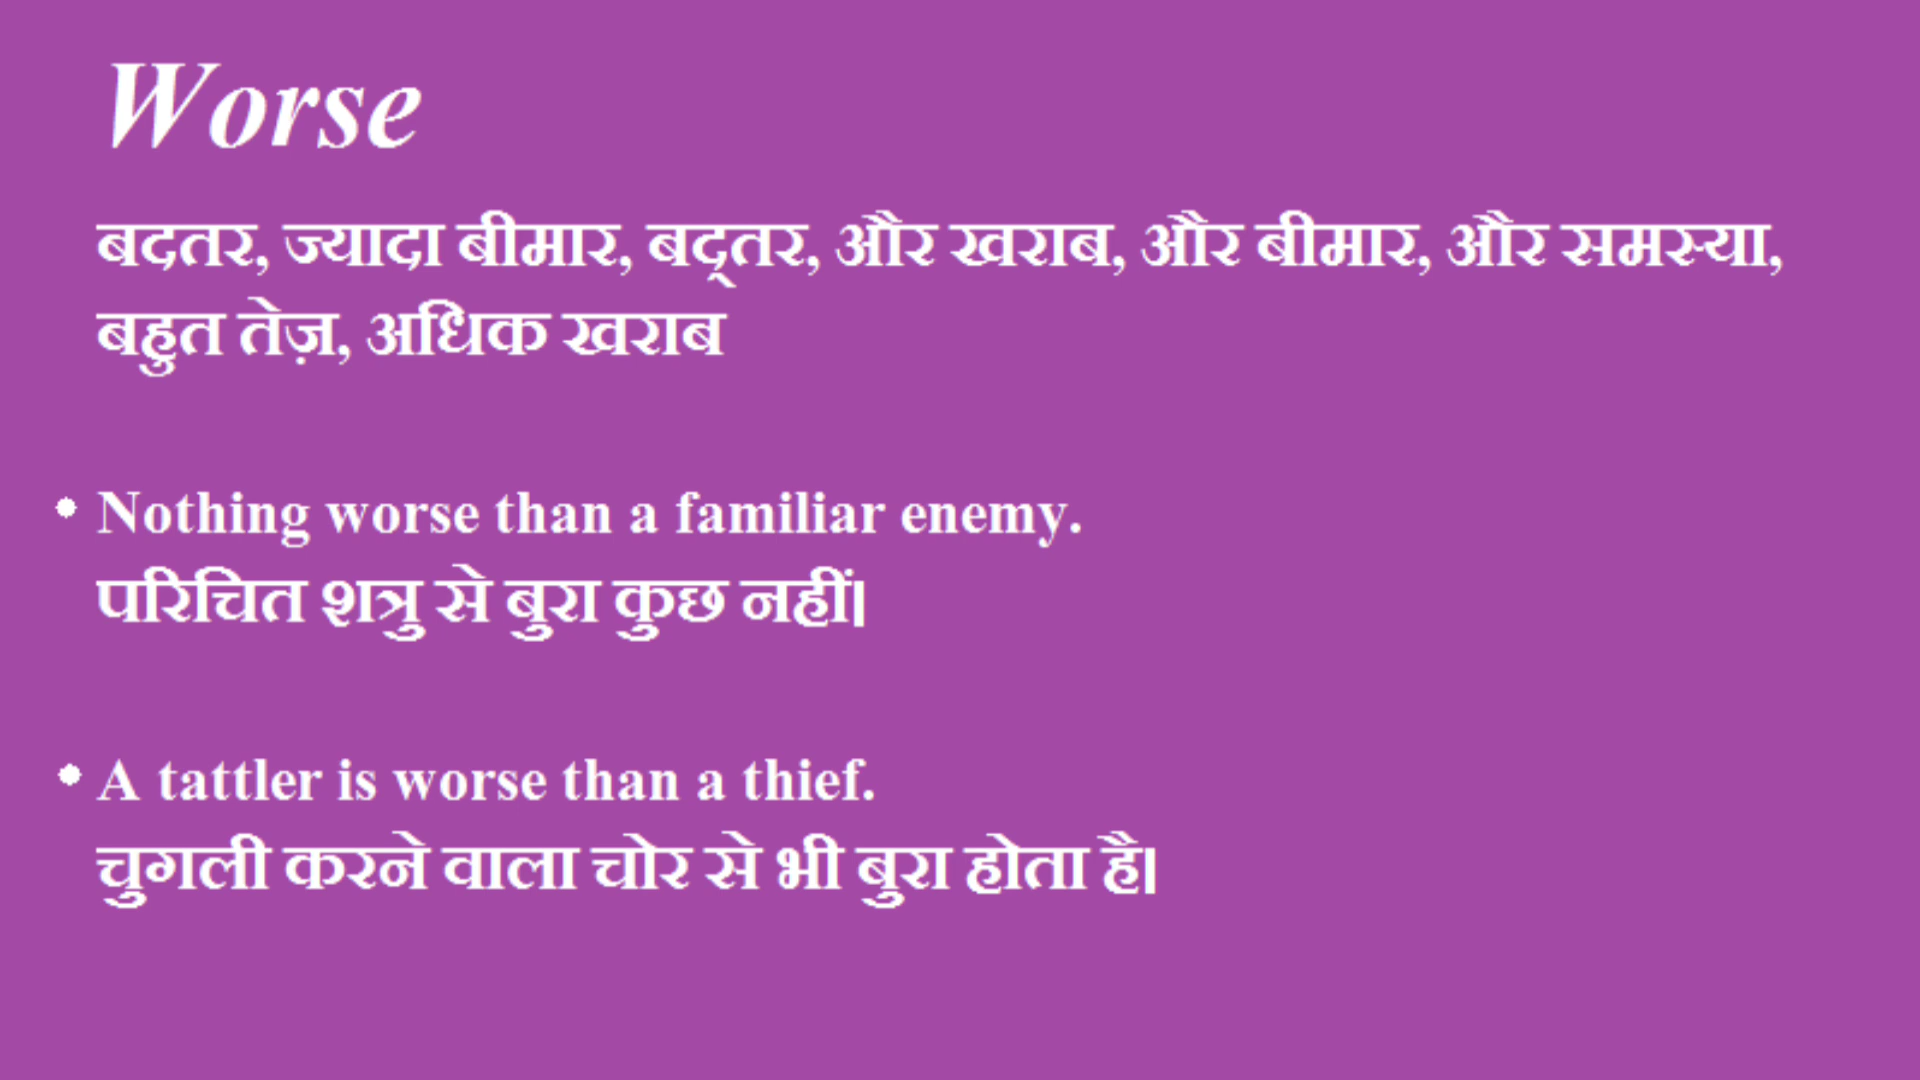 Worse
बदतर, ज्यादा बीमार, बद्‌तर, और खराब, और बीमार, और समस्या,
बहुत तेज़, अधिक खराब
• Nothing worse than a familiar enemy.
परिचित शत्रु से बुरा कुछ नहीं।
• A tattler is worse than a thief.
चुगली करने वाला चोर से भी बुरा होता है।